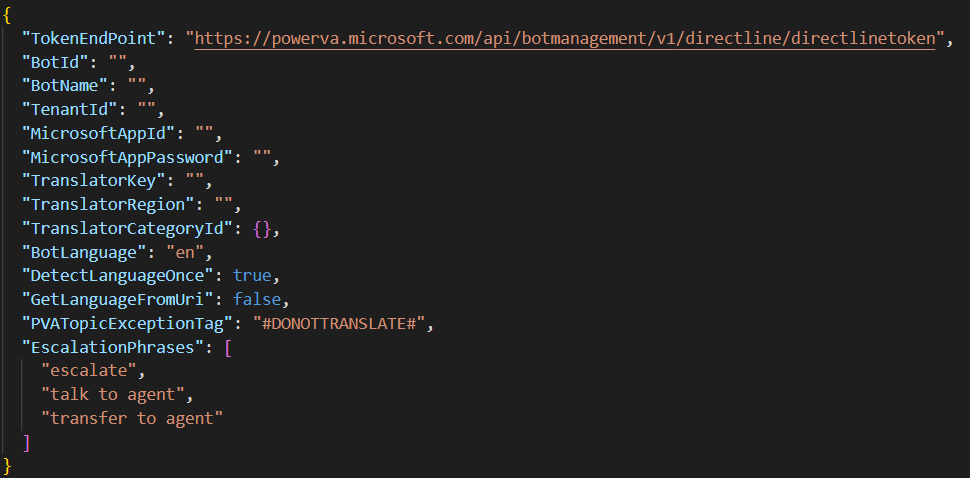 {
  "TokenEndPoint": "https://powerva.microsoft.com/api/botmanagement/v1/directline/directlinetoken",
  "BotId": "",
  "BotName": "",
  "TenantId": "",
  "MicrosoftAppId": "",
  "MicrosoftAppPassword": "",
  "TranslatorKey": "",
  "TranslatorRegion": "",
  "TranslatorCategoryId": {},
  "BotLanguage": "en",
  "DetectLanguageOnce": true,
  "GetLanguageFromUri": false,
  "PVATopicExceptionTag": "#DONOTTRANSLATE#",
  "EscalationPhrases": [
    "escalate",
    "talk to agent",
    "transfer to agent"
  ]
}